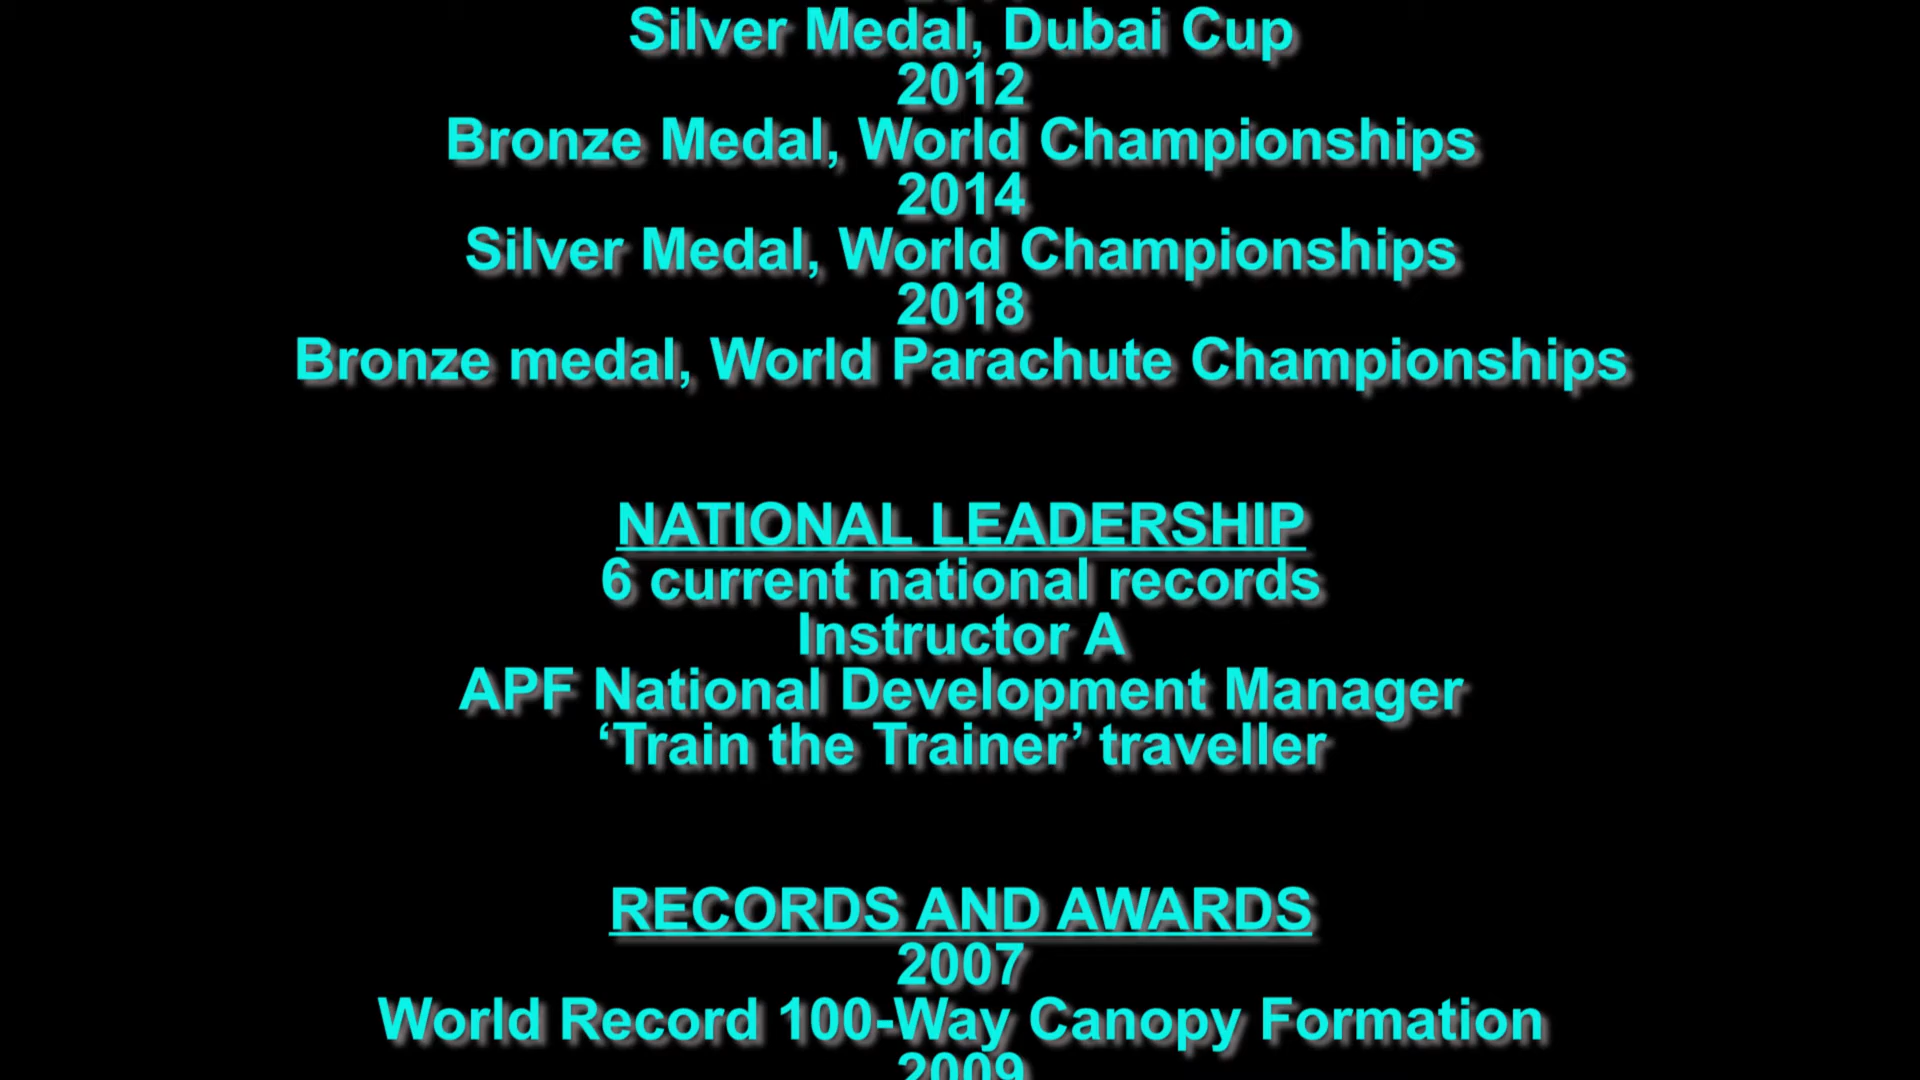 Silver Medal, Dubai Cup
2012
Bronze Medal, World Championships
2014
Silver Medal, World Championships
2018
Bronze medal, World Parachute Championships
NATIONAL LEADERSHIP
6 current national records
Instructor A
APF National Development Manager
‘Train the Trainer’ traveller
RECORDS AND AWARDS
2007
World Record 100-Way Canopy Formation
2009